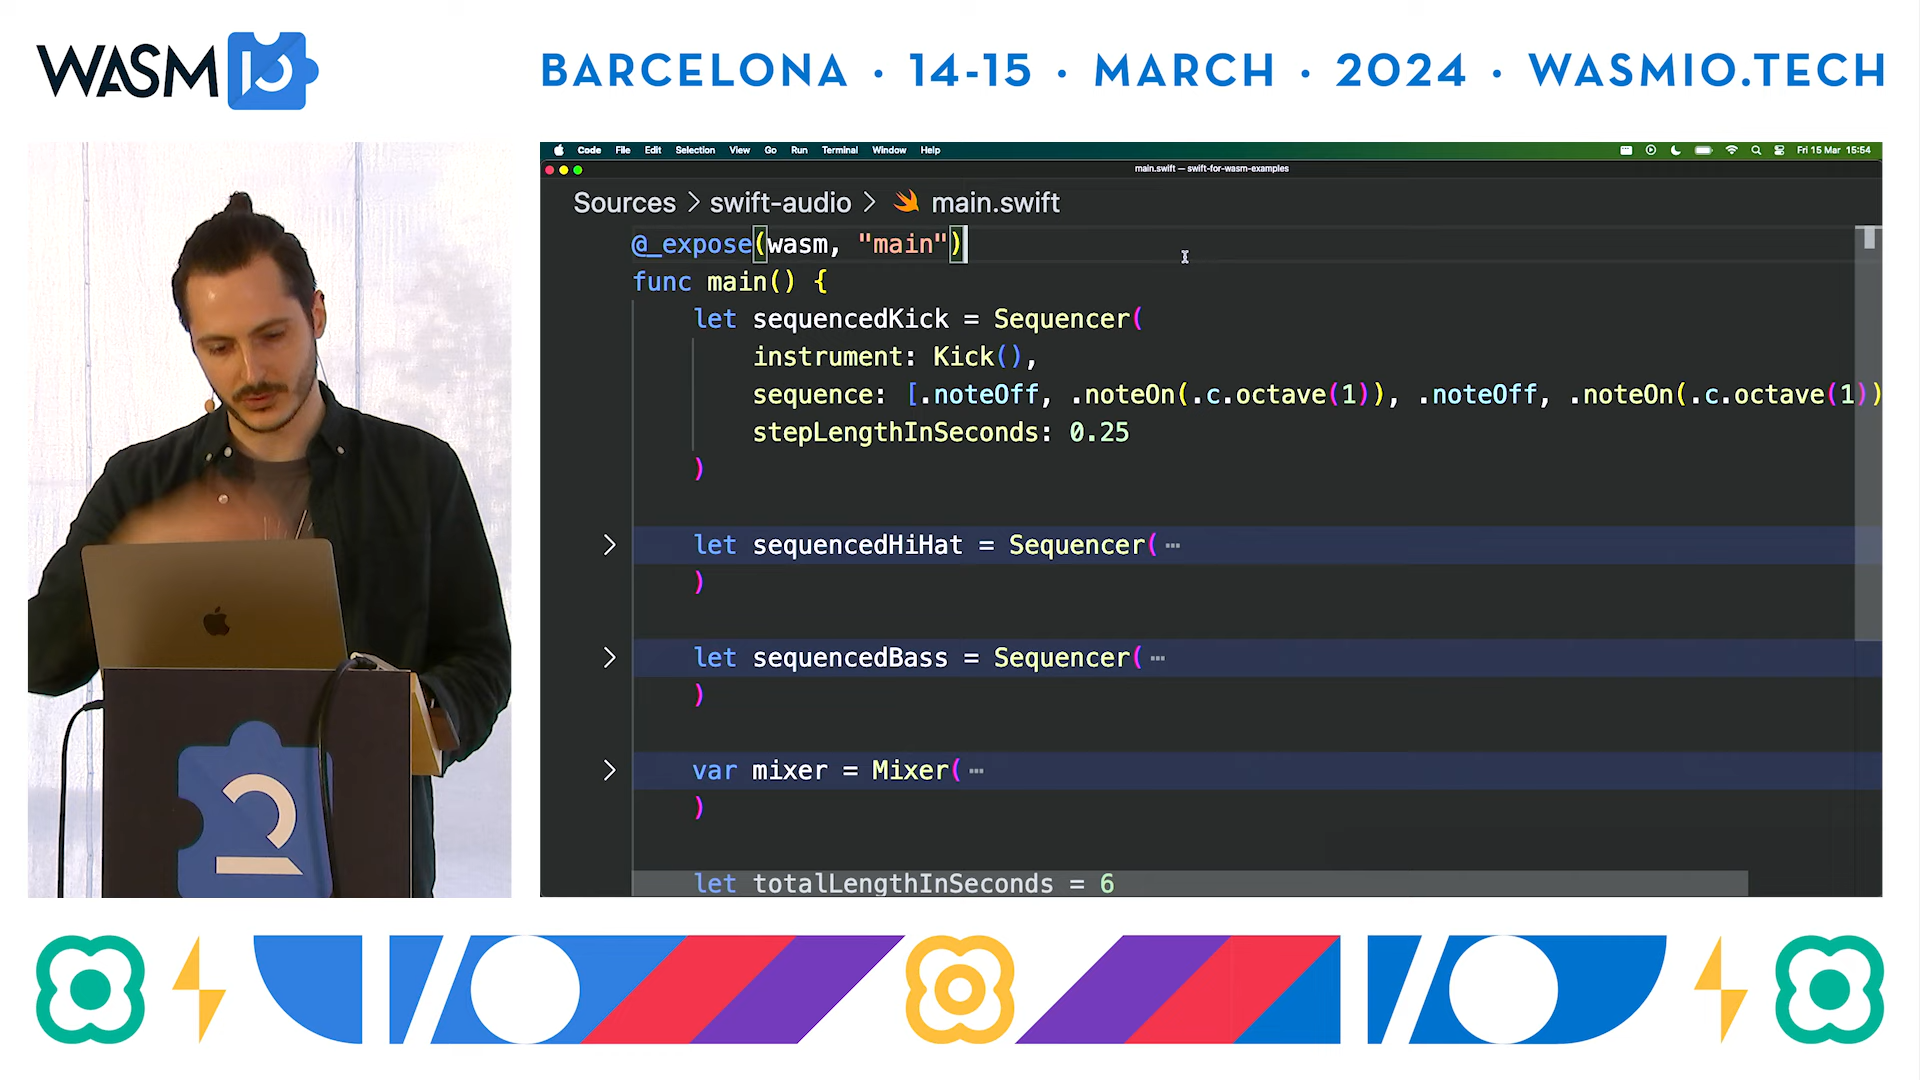 WASM
BARCELONA · 14-15 · MARCH · 2024 · WASMIO.TECH
Code File Edit Selection View Go Run Terminal Window Help
Fri 15 Mar 15:54
main.swift — swift-for-wasm-examples
Sources > swift-audio > main.swift
@_expose(wasm, "main")
func main() {
let sequencedKick = Sequencer(
instrument: Kick(),
sequence: [.noteOff, .noteOn(.c.octave(1)), .noteOff, .noteOn(.c.octave(1))
stepLengthInSeconds: 0.25
)
> let sequencedHiHat = Sequencer( ⋯
)
> let sequencedBass = Sequencer( ⋯
)
> var mixer = Mixer( ⋯
)
let totalLengthInSeconds = 6